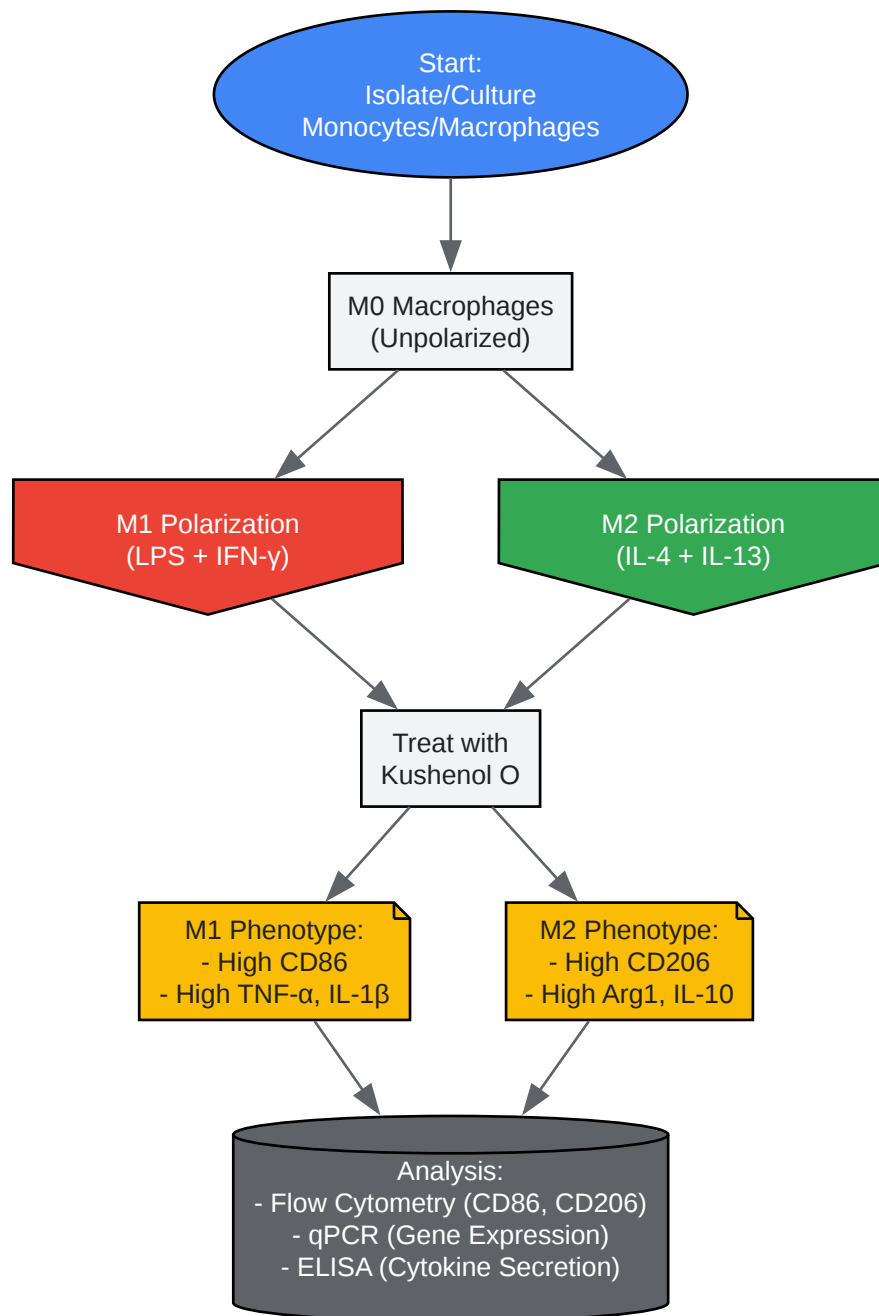 Start:
Isolate/Culture
Monocytes/Macrophages
M0 Macrophages
(Unpolarized)
M1 Polarization
(LPS + IFN-γ)
M2 Polarization
(IL-4 + IL-13)
Treat with
Kushenol O
M1 Phenotype:
- High CD86
- High TNF-α, IL-1β
M2 Phenotype:
- High CD206
- High Arg1, IL-10
Analysis:
- Flow Cytometry (CD86, CD206)
- qPCR (Gene Expression)
- ELISA (Cytokine Secretion)